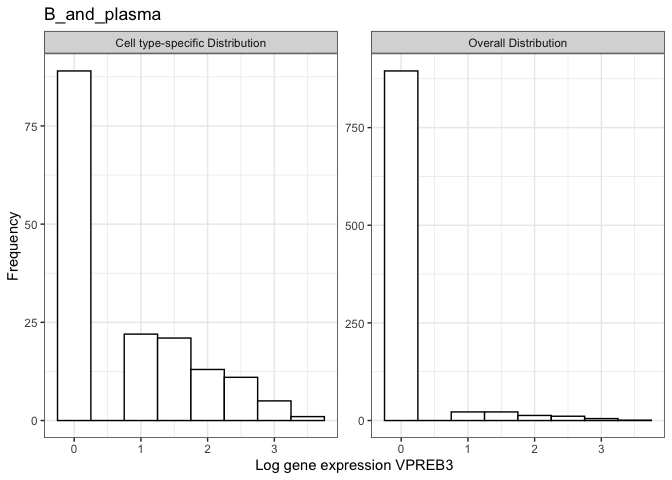 B_and_plasma
Cell type-specific Distribution
Overall Distribution
Frequency
75
50
25
0
750
500
250
0
0 1 2 3
0 1 2 3
Log gene expression VPREB3